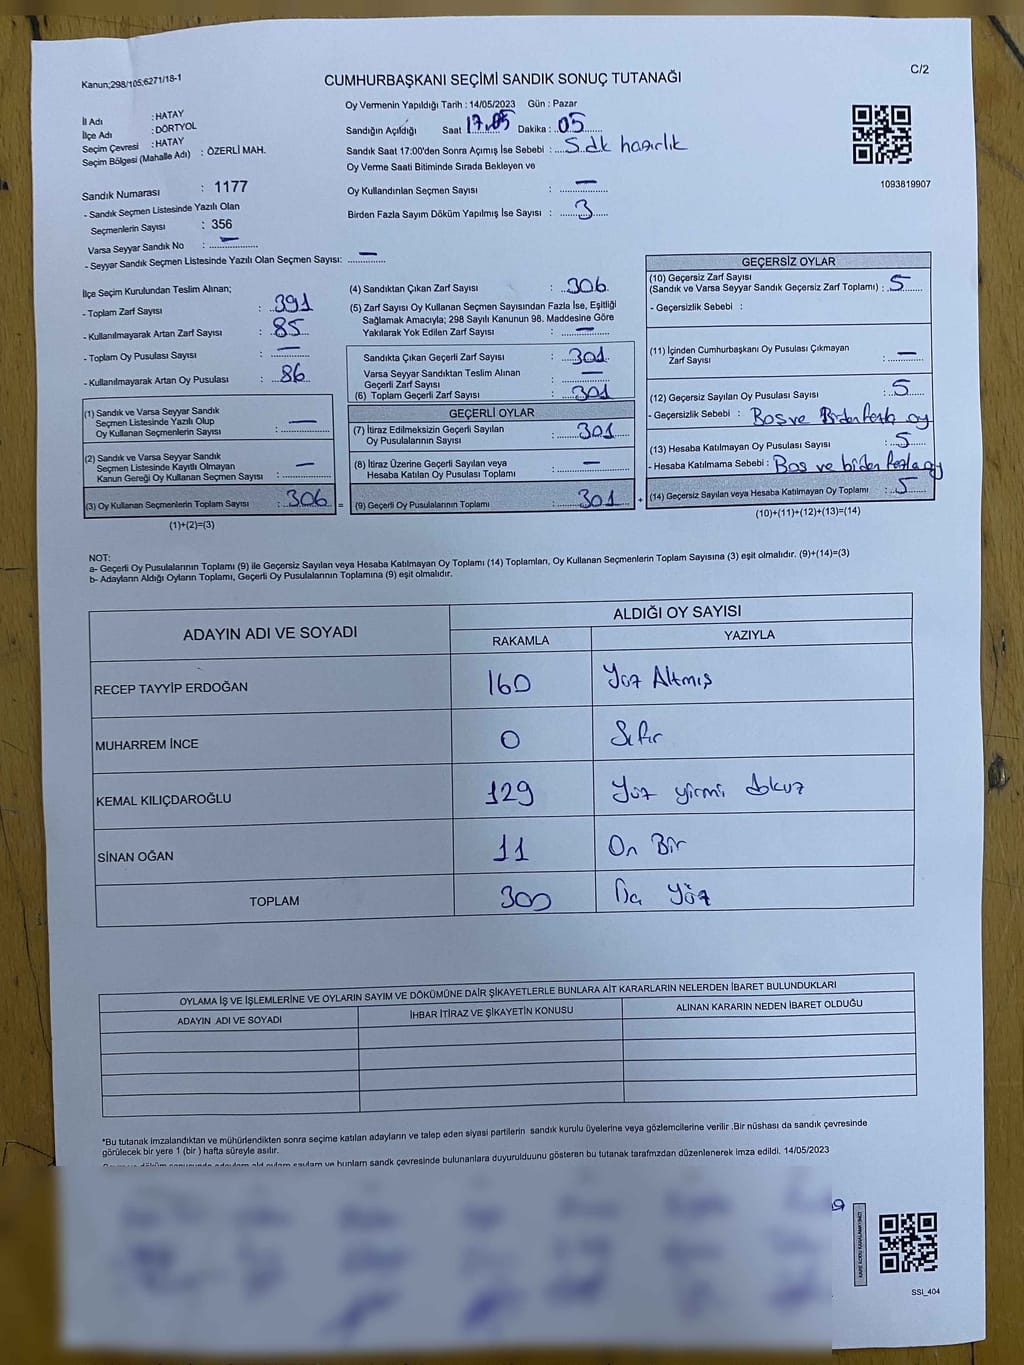 Kanun;298/105;6271/18-1
C/2
CUMHURBAŞKANI SEÇİMİ SANDIK SONUÇ TUTANAĞI
Oy Vermenin Yapıldığı Tarih : 14/05/2023 Gün : Pazar
İl Adı : HATAY
İlçe Adı : DÖRTYOL
Seçim Çevresi : HATAY
Seçim Bölgesi (Mahalle Adı) : ÖZERLİ MAH.
Sandığın Açıldığı Saat 17.05 Dakika : 05
Sandık Saat 17:00'den Sonra Açımış İse Sebebi : hazırlık
Oy Verme Saati Bitiminde Sırada Bekleyen ve
Oy Kullandırılan Seçmen Sayısı : —
Birden Fazla Sayım Döküm Yapılmış İse Sayısı : 3
1093819907
Sandık Numarası : 1177
- Sandık Seçmen Listesinde Yazılı Olan
Seçmenlerin Sayısı : 356
Varsa Seyyar Sandık No : —
- Seyyar Sandık Seçmen Listesinde Yazılı Olan Seçmen Sayısı: —
İlçe Seçim Kurulundan Teslim Alınan;
- Toplam Zarf Sayısı : 391
- Kullanılmayarak Artan Zarf Sayısı : 85
- Toplam Oy Pusulası Sayısı : —
- Kullanılmayarak Artan Oy Pusulası : 86
(1) Sandık ve Varsa Seyyar Sandık
Seçmen Listesinde Yazılı Olup
Oy Kullanan Seçmenlerin Sayısı : —
(2) Sandık ve Varsa Seyyar Sandık
Seçmen Listesinde Kayıtlı Olmayan
Kanun Gereği Oy Kullanan Seçmen Sayısı : —
(3) Oy Kullanan Seçmenlerin Toplam Sayısı : 306 =
(1)+(2)=(3)
(4) Sandıktan Çıkan Zarf Sayısı : 306
(5) Zarf Sayısı Oy Kullanan Seçmen Sayısından Fazla İse, Eşitliği
Sağlamak Amacıyla; 298 Sayılı Kanunun 98. Maddesine Göre
Yakılarak Yok Edilen Zarf Sayısı : —
Sandıkta Çıkan Geçerli Zarf Sayısı : 301
Varsa Seyyar Sandıktan Teslim Alınan
Geçerli Zarf Sayısı : —
(6) Toplam Geçerli Zarf Sayısı : 301
GEÇERLİ OYLAR
(7) İtiraz Edilmeksizin Geçerli Sayılan
Oy Pusulalarının Sayısı : 301
(8) İtiraz Üzerine Geçerli Sayılan veya
Hesaba Katılan Oy Pusulası Toplamı : —
(9) Geçerli Oy Pusulalarının Toplamı : 301 +
GEÇERSİZ OYLAR
(10) Geçersiz Zarf Sayısı
(Sandık ve Varsa Seyyar Sandık Geçersiz Zarf Toplamı) : 5
- Geçersizlik Sebebi :
(11) İçinden Cumhurbaşkanı Oy Pusulası Çıkmayan
Zarf Sayısı : —
(12) Geçersiz Sayılan Oy Pusulası Sayısı : 5
- Geçersizlik Sebebi : Boş ve Birden fazla oy
(13) Hesaba Katılmayan Oy Pusulası Sayısı : 5
- Hesaba Katılmama Sebebi : Boş ve birden fazla oy
(14) Geçersiz Sayılan veya Hesaba Katılmayan Oy Toplamı : 5
(10)+(11)+(12)+(13)=(14)
NOT:
a- Geçerli Oy Pusulalarının Toplamı (9) ile Geçersiz Sayılan veya Hesaba Katılmayan Oy Toplamı (14) Toplamları, Oy Kullanan Seçmenlerin Toplam Sayısına (3) eşit olmalıdır. (9)+(14)=(3)
b- Adayların Aldığı Oyların Toplamı, Geçerli Oy Pusulalarının Toplamına (9) eşit olmalıdır.
ADAYIN ADI VE SOYADI
ALDIĞI OY SAYISI
RAKAMLA YAZIYLA
RECEP TAYYİP ERDOĞAN 160 Yüz Altmış
MUHARREM İNCE 0 Sıfır
KEMAL KILIÇDAROĞLU 129 Yüz yirmi dokuz
SİNAN OĞAN 11 On Bir
TOPLAM 300 Üç Yüz
OYLAMA İŞ VE İŞLEMLERİNE VE OYLARIN SAYIM VE DÖKÜMÜNE DAİR ŞİKAYETLERLE BUNLARA AİT KARARLARIN NELERDEN İBARET BULUNDUKLARI
ADAYIN ADI VE SOYADI İHBAR İTİRAZ VE ŞİKAYETİN KONUSU ALINAN KARARIN NEDEN İBARET OLDUĞU
*Bu tutanak imzalandıktan ve mühürlendikten sonra seçime katılan adayların ve talep eden siyasi partilerin sandık kurulu üyelerine veya gözlemcilerine verilir .Bir nüshası da sandık çevresinde
görülecek bir yere 1 (bir ) hafta süreyle asılır.
sandık çevresinde bulunanlara duyurulduunu gösteren bu tutanak tarafmzdan düzenlenerek imza edildi. 14/05/2023
SSİ_404